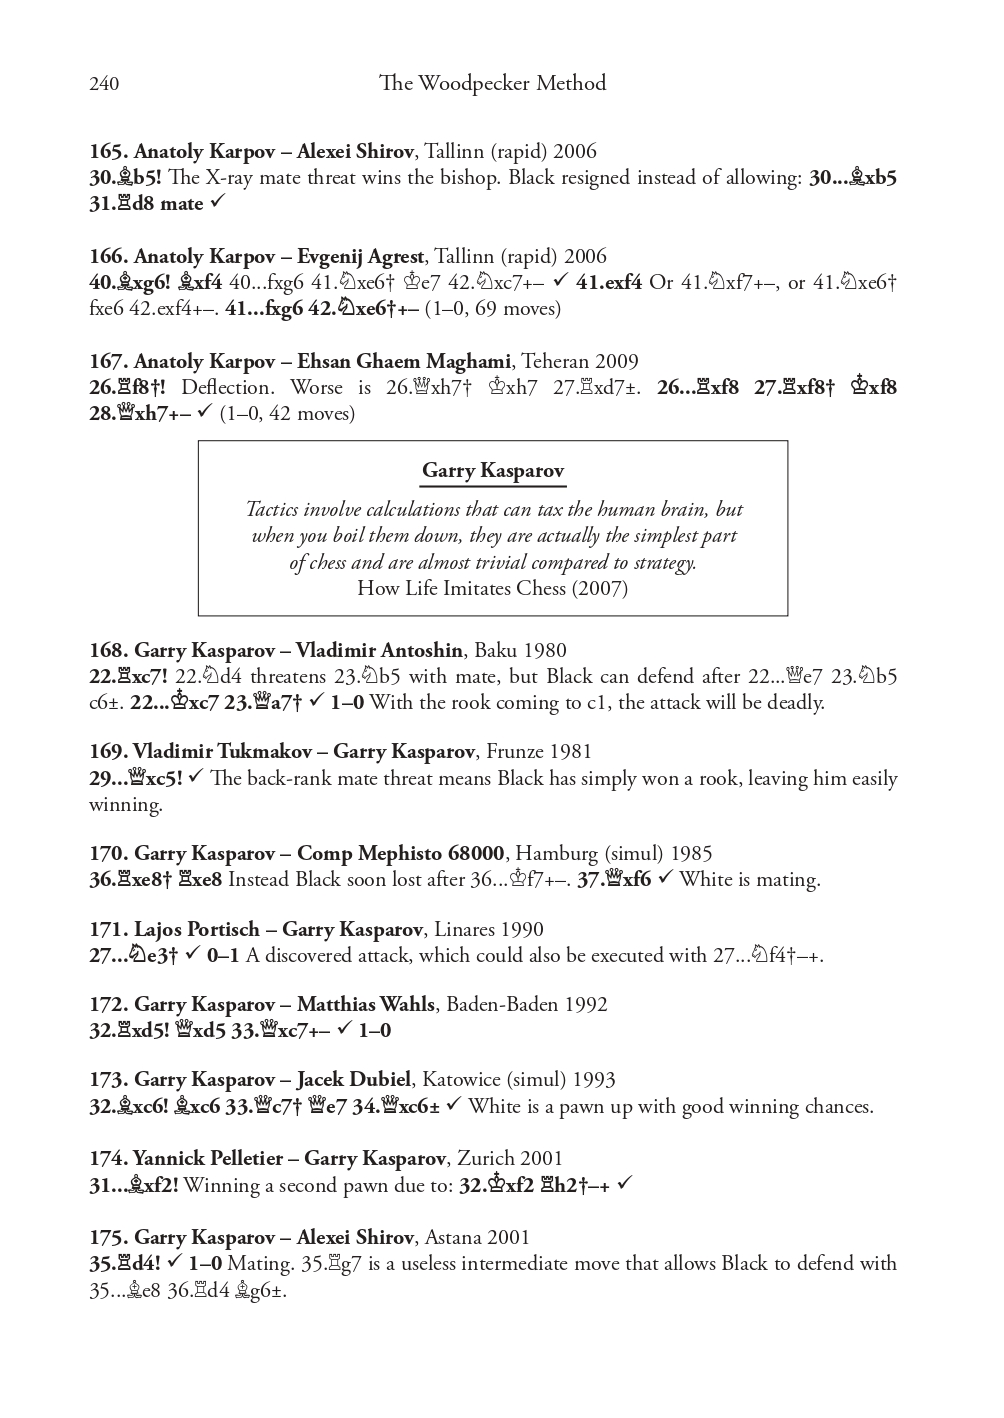 240
The Woodpecker Method
165. Anatoly Karpov – Alexei Shirov, Tallinn (rapid) 2006
30.♗b5! The X-ray mate threat wins the bishop. Black resigned instead of allowing: 30...♗xb5
31.♖d8 mate ✓
166. Anatoly Karpov – Evgenij Agrest, Tallinn (rapid) 2006
40.♗xg6! ♗xf4 40...fxg6 41.♘xe6† ♔e7 42.♘xc7+– ✓ 41.exf4 Or 41.♘xf7+–, or 41.♘xe6†
fxe6 42.exf4+–. 41...fxg6 42.♘xe6†+– (1–0, 69 moves)
167. Anatoly Karpov – Ehsan Ghaem Maghami, Teheran 2009
26.♖f8†! Deflection. Worse is 26.♕xh7† ♔xh7 27.♖xd7±. 26...♖xf8 27.♖xf8† ♔xf8
28.♕xh7+– ✓ (1–0, 42 moves)
Garry Kasparov
Tactics involve calculations that can tax the human brain, but
when you boil them down, they are actually the simplest part
of chess and are almost trivial compared to strategy.
How Life Imitates Chess (2007)
168. Garry Kasparov – Vladimir Antoshin, Baku 1980
22.♖xc7! 22.♘d4 threatens 23.♘b5 with mate, but Black can defend after 22...♕e7 23.♘b5
c6±. 22...♔xc7 23.♕a7† ✓ 1–0 With the rook coming to c1, the attack will be deadly.
169. Vladimir Tukmakov – Garry Kasparov, Frunze 1981
29...♕xc5! ✓ The back-rank mate threat means Black has simply won a rook, leaving him easily
winning.
170. Garry Kasparov – Comp Mephisto 68000, Hamburg (simul) 1985
36.♖xe8† ♖xe8 Instead Black soon lost after 36...♔f7+–. 37.♕xf6 ✓ White is mating.
171. Lajos Portisch – Garry Kasparov, Linares 1990
27...♘e3† ✓ 0–1 A discovered attack, which could also be executed with 27...♘f4†–+.
172. Garry Kasparov – Matthias Wahls, Baden-Baden 1992
32.♖xd5! ♕xd5 33.♕xc7+– ✓ 1–0
173. Garry Kasparov – Jacek Dubiel, Katowice (simul) 1993
32.♗xc6! ♗xc6 33.♕c7† ♕e7 34.♕xc6± ✓ White is a pawn up with good winning chances.
174. Yannick Pelletier – Garry Kasparov, Zurich 2001
31...♗xf2! Winning a second pawn due to: 32.♔xf2 ♖h2†–+ ✓
175. Garry Kasparov – Alexei Shirov, Astana 2001
35.♖d4! ✓ 1–0 Mating. 35.♖g7 is a useless intermediate move that allows Black to defend with
35...♗e8 36.♖d4 ♗g6±.